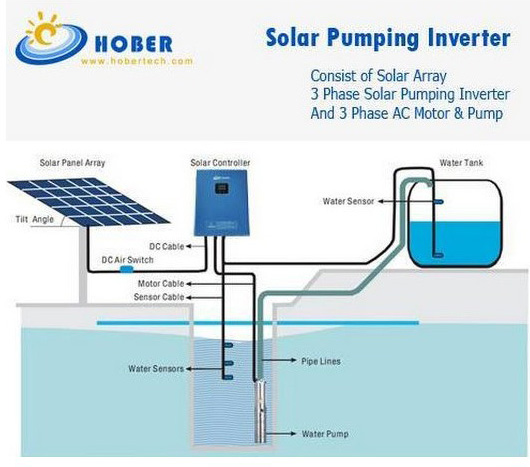 HOBER
www.hobertech.com
Solar Pumping Inverter
Consist of Solar Array
3 Phase Solar Pumping Inverter
And 3 Phase AC Motor & Pump
Solar Panel Array
Solar Controller
Water Tank
Tilt Angle
Water Sensor
DC Cable
DC Air Switch
Motor Cable
Sensor Cable
Water Sensors
Pipe Lines
Water Pump